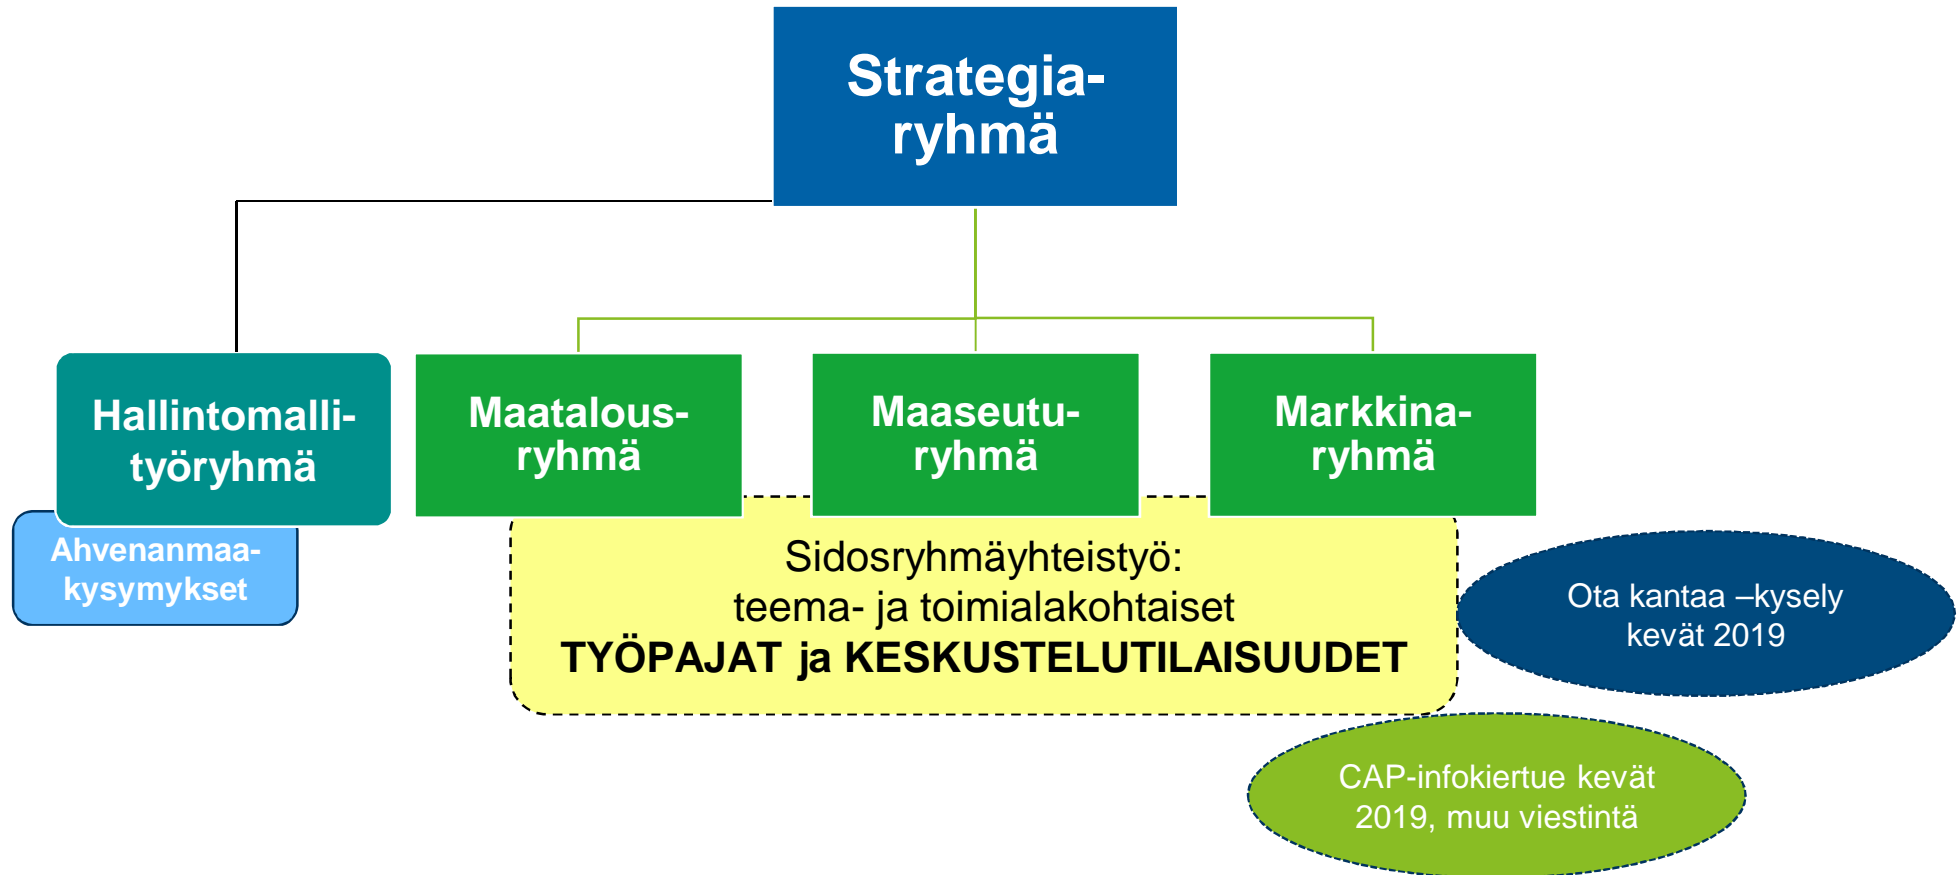 Strategia-
ryhmä
Hallintomalli-
työryhmä
Maatalous-
ryhmä
Maaseutu-
ryhmä
Markkina-
ryhmä
Ahvenanmaa-
kysymykset
Sidosryhmäyhteistyö:
teema- ja toimialakohtaiset
TYÖPAJAT ja KESKUSTELUTILAISUUDET
Ota kantaa –kysely
kevät 2019
CAP-infokiertue kevät
2019, muu viestintä